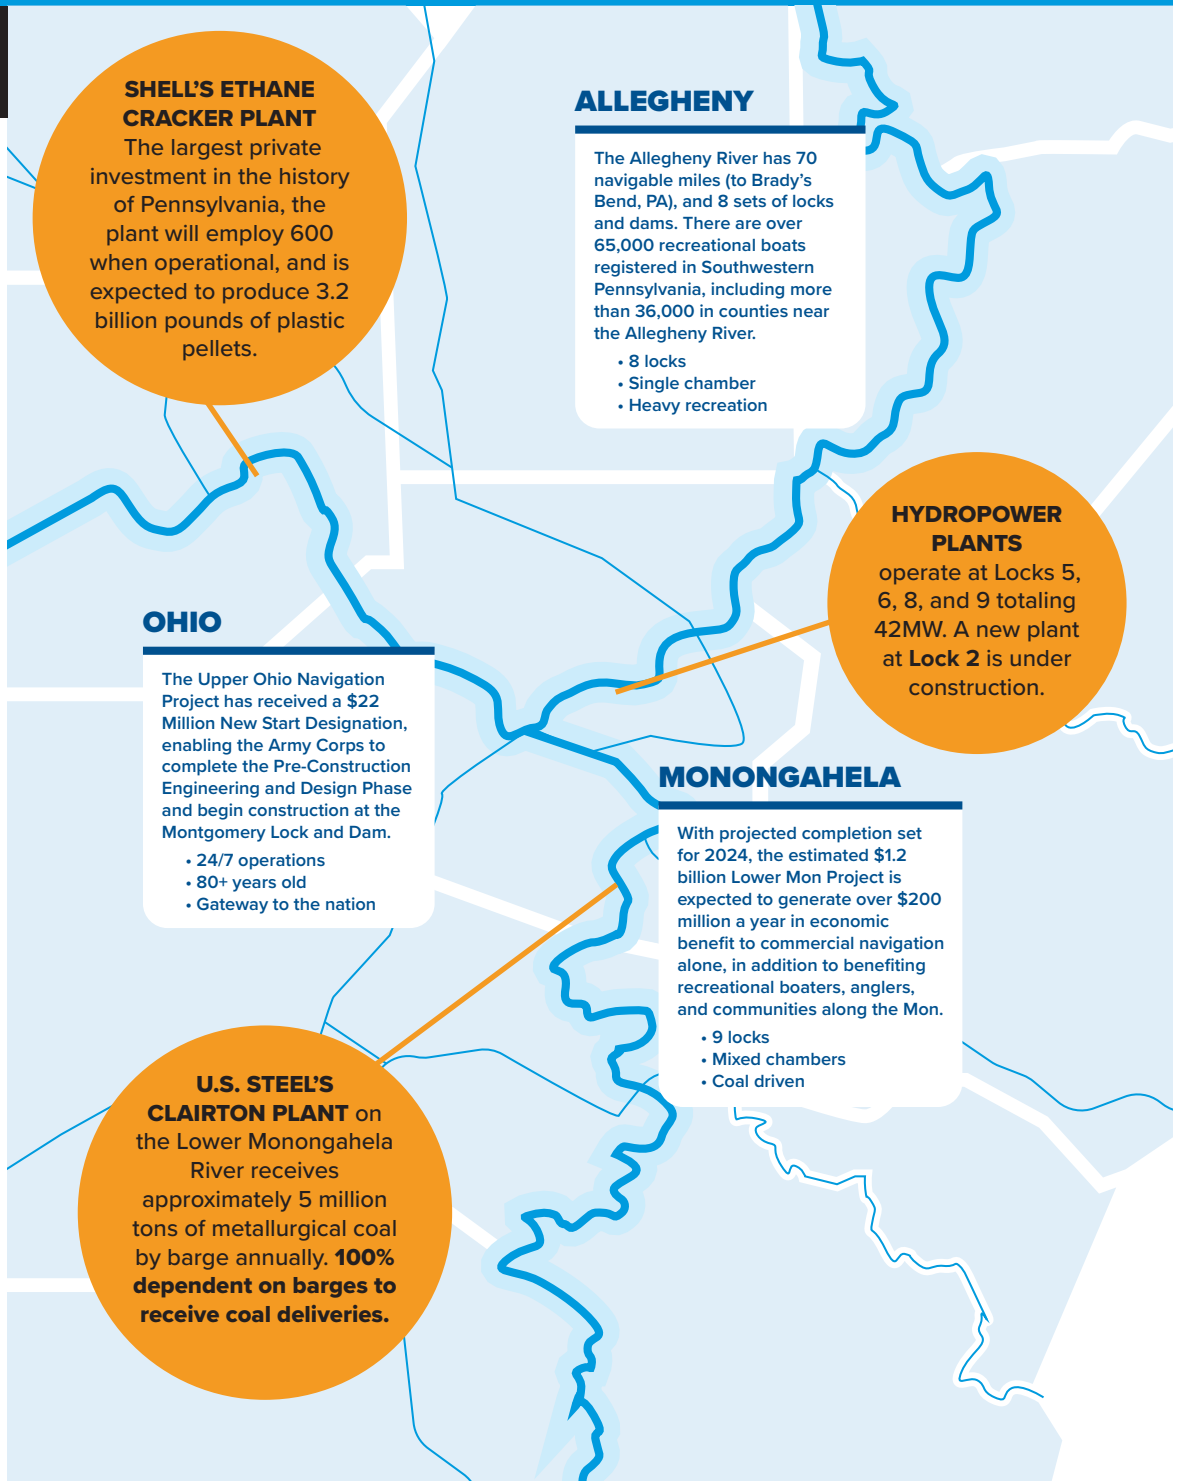 SHELL'S ETHANE
CRACKER PLANT
The largest private
investment in the history
of Pennsylvania, the
plant will employ 600
when operational, and is
expected to produce 3.2
billion pounds of plastic
pellets.
ALLEGHENY
The Allegheny River has 70
navigable miles (to Brady's
Bend, PA), and 8 sets of locks
and dams. There are over
65,000 recreational boats
registered in Southwestern
Pennsylvania, including more
than 36,000 in counties near
the Allegheny River.
• 8 locks
• Single chamber
• Heavy recreation
HYDROPOWER
PLANTS
operate at Locks 5,
6, 8, and 9 totaling
42MW. A new plant
at Lock 2 is under
construction.
OHIO
The Upper Ohio Navigation
Project has received a $22
Million New Start Designation,
enabling the Army Corps to
complete the Pre-Construction
Engineering and Design Phase
and begin construction at the
Montgomery Lock and Dam.
• 24/7 operations
• 80+ years old
• Gateway to the nation
MONONGAHELA
With projected completion set
for 2024, the estimated $1.2
billion Lower Mon Project is
expected to generate over $200
million a year in economic
benefit to commercial navigation
alone, in addition to benefiting
recreational boaters, anglers,
and communities along the Mon.
• 9 locks
• Mixed chambers
• Coal driven
U.S. STEEL'S
CLAIRTON PLANT on
the Lower Monongahela
River receives
approximately 5 million
tons of metallurgical coal
by barge annually. 100%
dependent on barges to
receive coal deliveries.